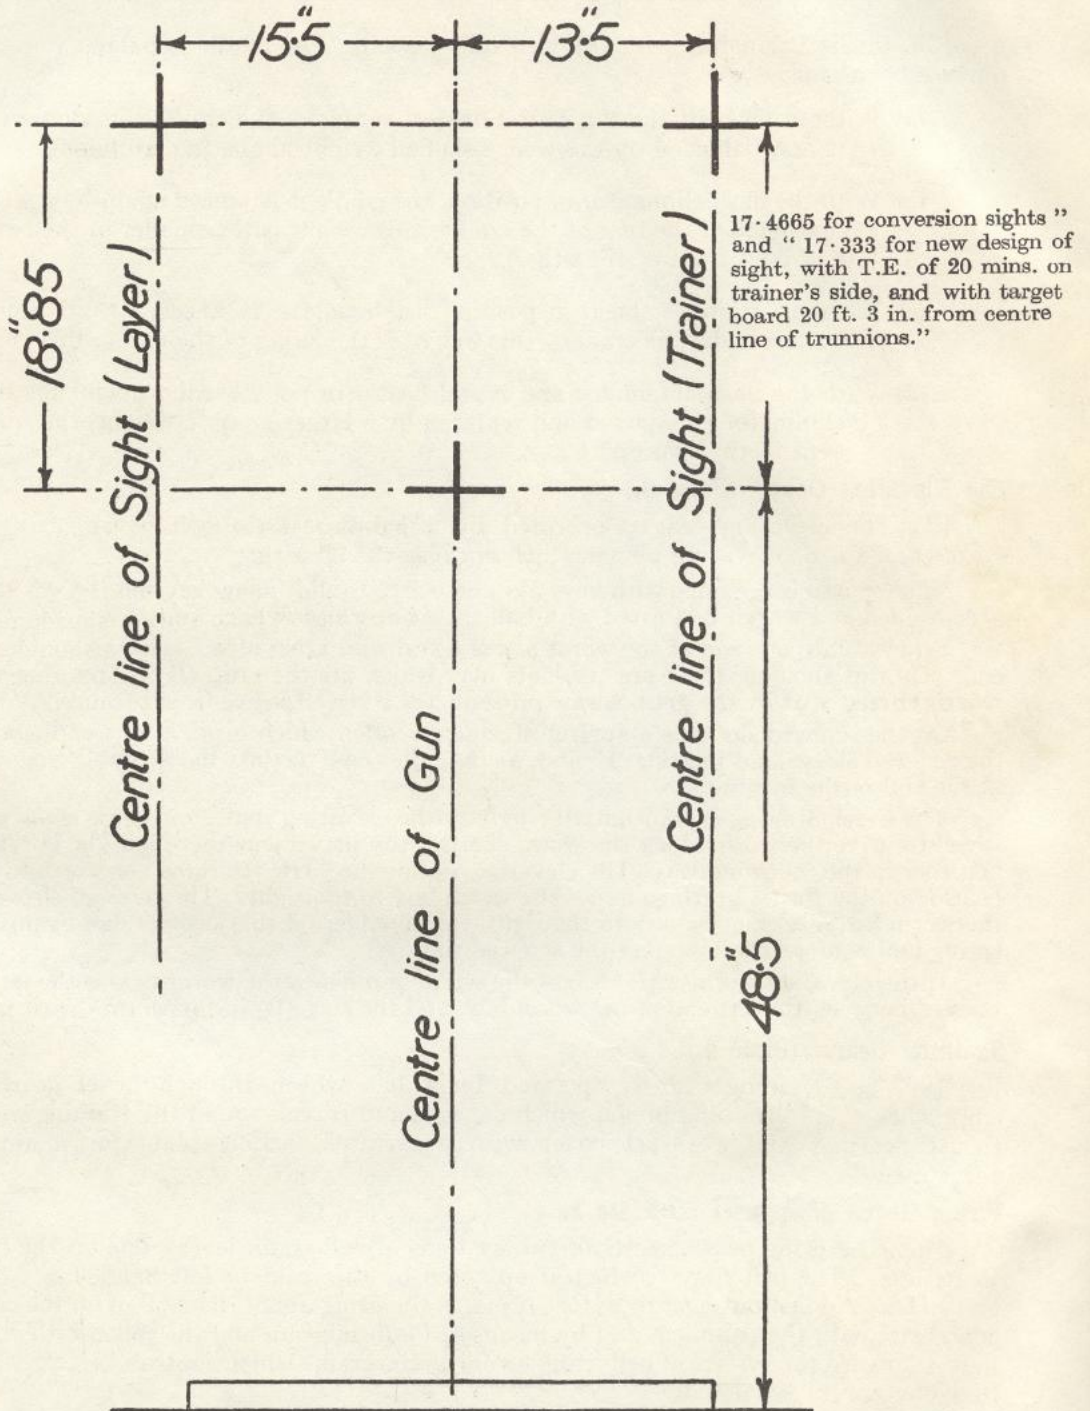 15·5"
13·5"
18·85"
Centre line of Sight (Layer)
Centre line of Gun
Centre line of Sight (Trainer)
17·4665 for conversion sights ”
and “ 17·333 for new design of
sight, with T.E. of 20 mins. on
trainer's side, and with target
board 20 ft. 3 in. from centre
line of trunnions.”
48·5"